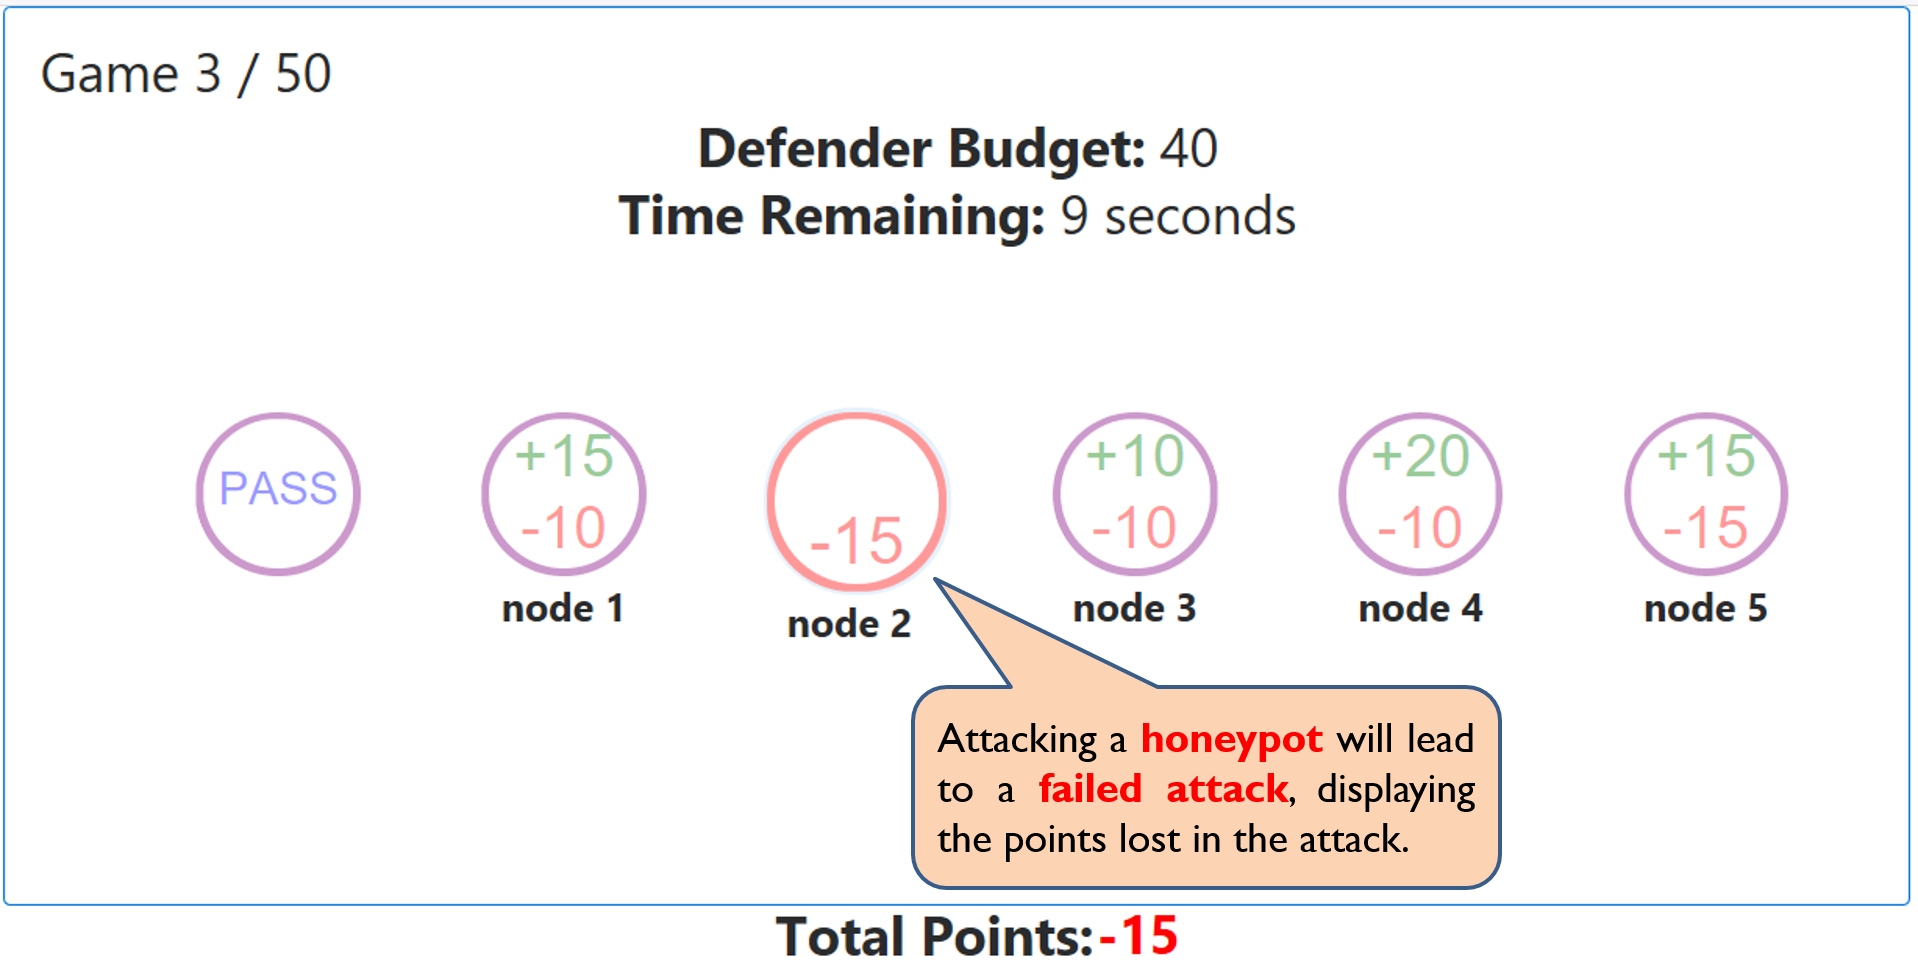 Game 3 / 50
Defender Budget: 40
Time Remaining: 9 seconds
PASS
+15
-10
node 1
-15
node 2
+10
-10
node 3
+20
-10
node 4
+15
-15
node 5
Attacking a honeypot will lead
to a failed attack, displaying
the points lost in the attack.
Total Points:-15